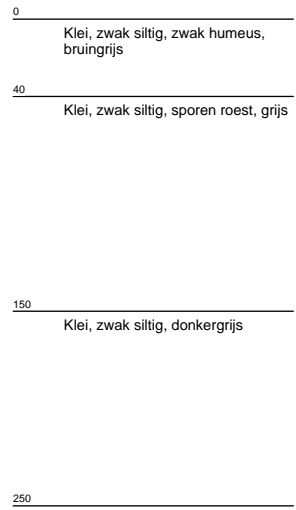 0
Klei, zwak siltig, zwak humeus,
bruingrijs
40
Klei, zwak siltig, sporen roest, grijs
150
Klei, zwak siltig, donkergrijs
250